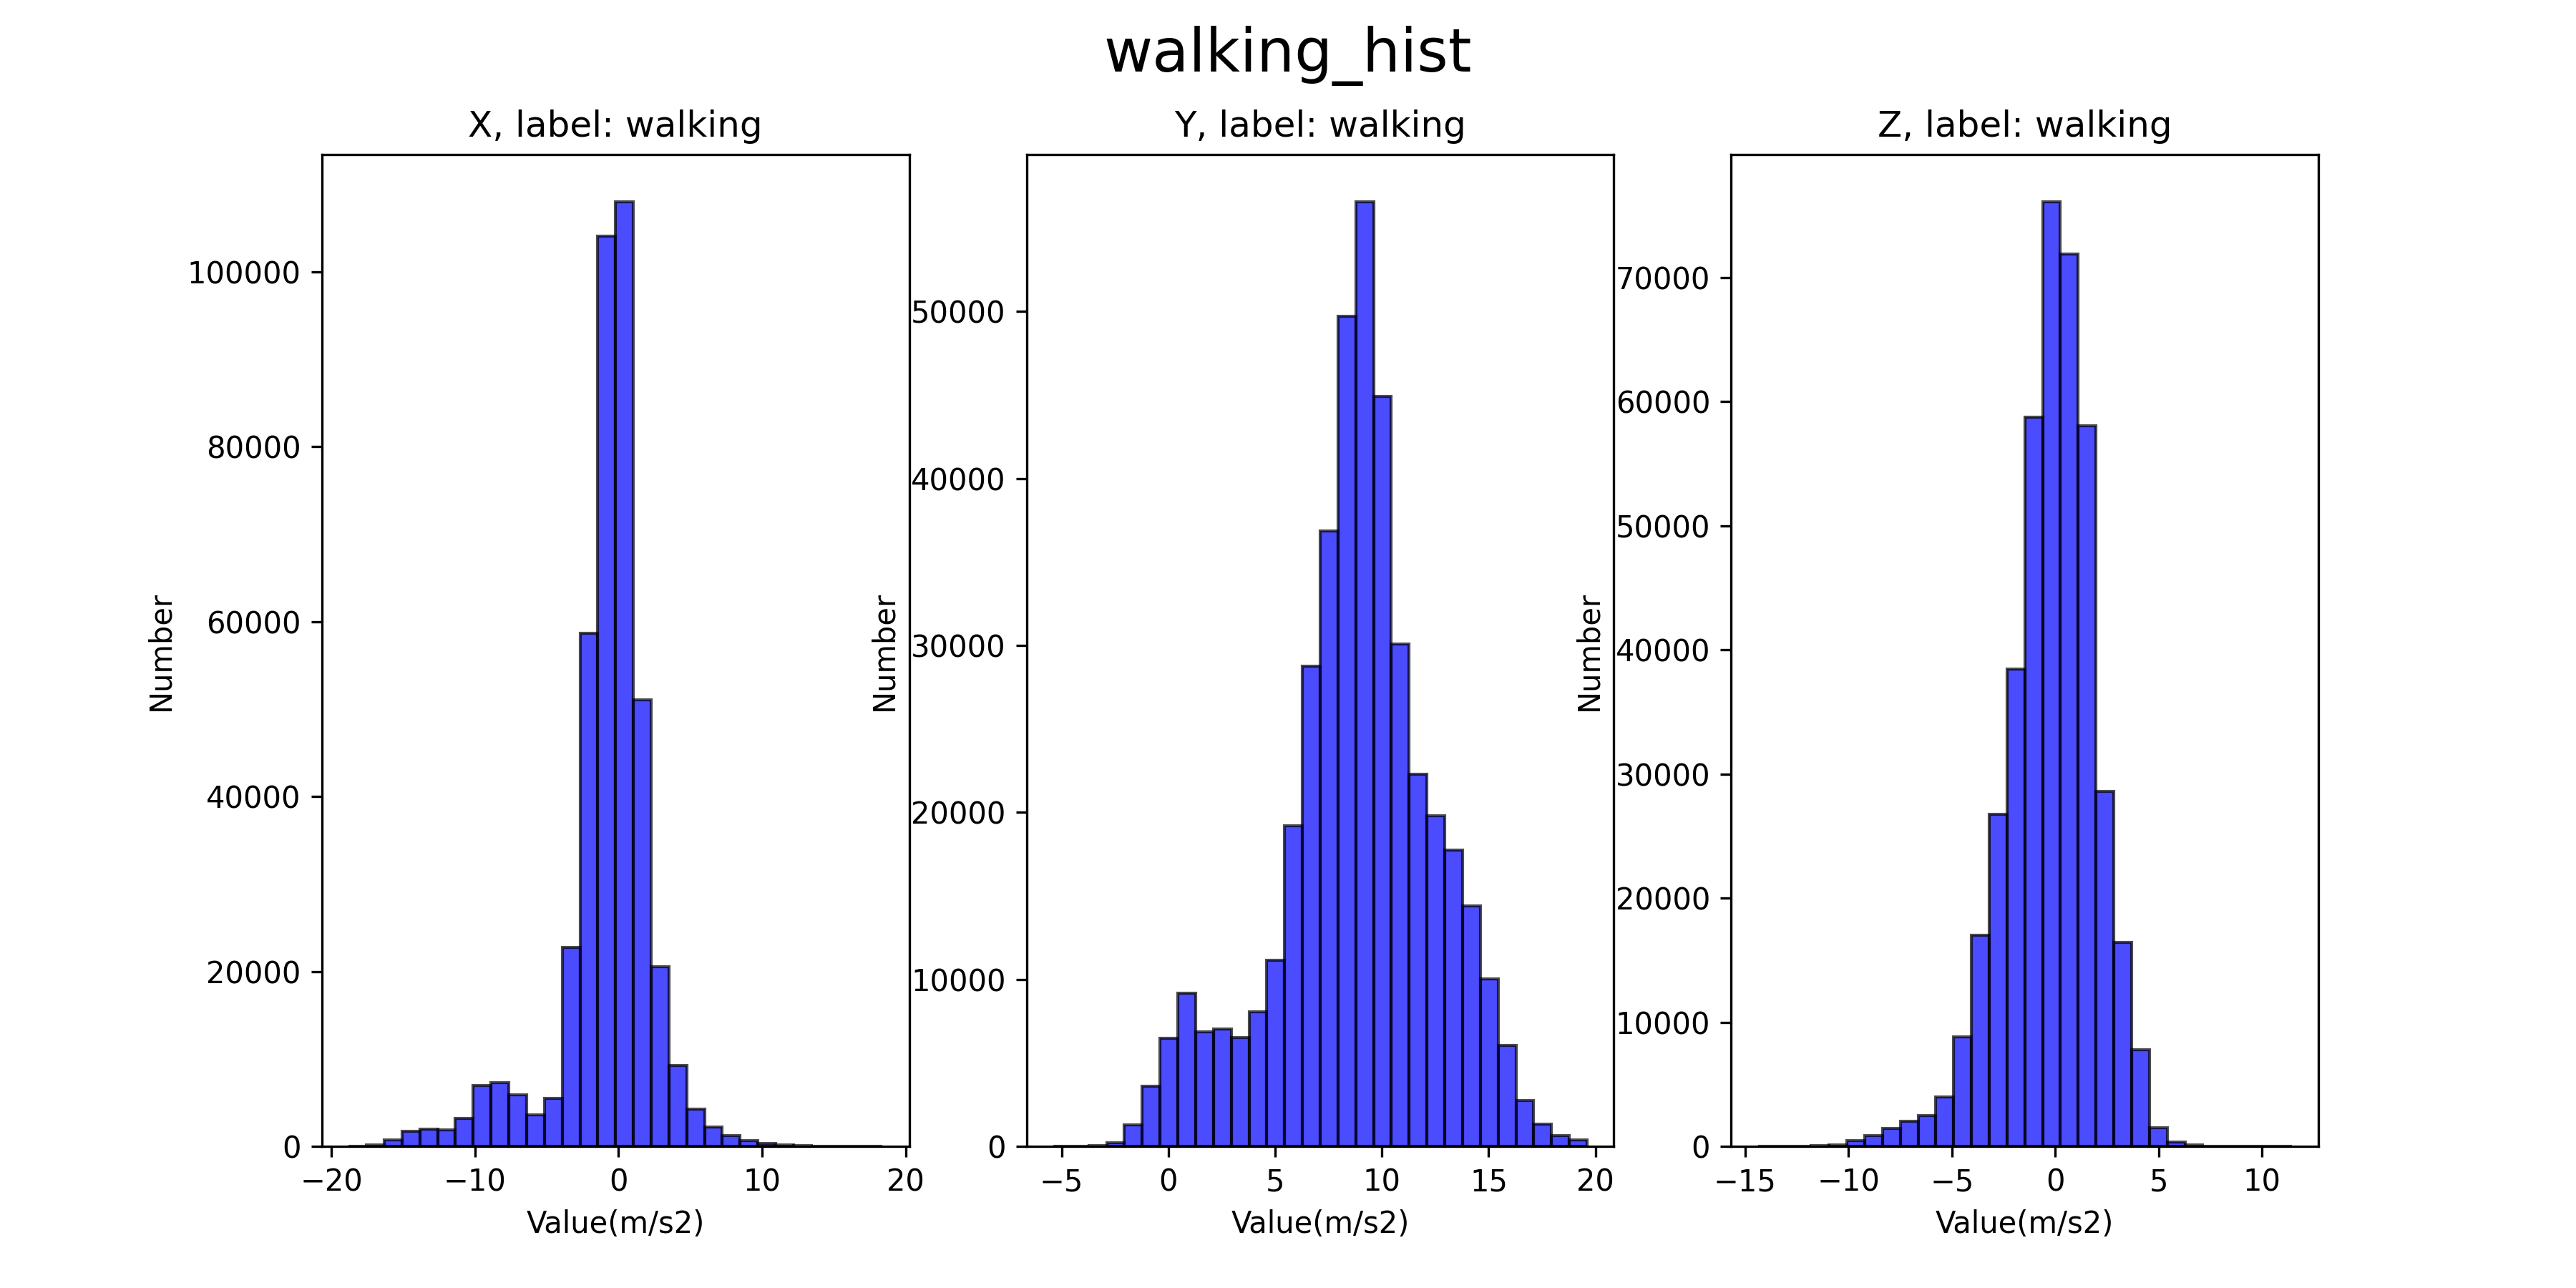 walking_hist
X, label: walking
100000
80000
60000
40000
20000
0
Number
−20 −10 0 10 20
Value(m/s2)
Y, label: walking
50000
40000
30000
20000
10000
0
Number
−5 0 5 10 15 20
Value(m/s2)
Z, label: walking
70000
60000
50000
40000
30000
20000
10000
0
Number
−15 −10 −5 0 5 10
Value(m/s2)